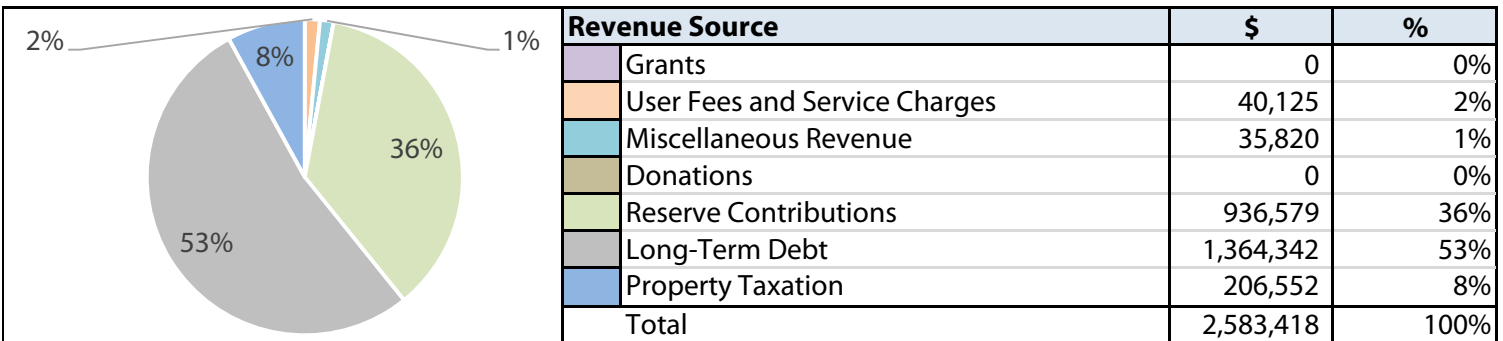 2%
8%
1%
36%
53%
Revenue Source $ %
Grants 0 0%
User Fees and Service Charges 40,125 2%
Miscellaneous Revenue 35,820 1%
Donations 0 0%
Reserve Contributions 936,579 36%
Long-Term Debt 1,364,342 53%
Property Taxation 206,552 8%
Total 2,583,418 100%